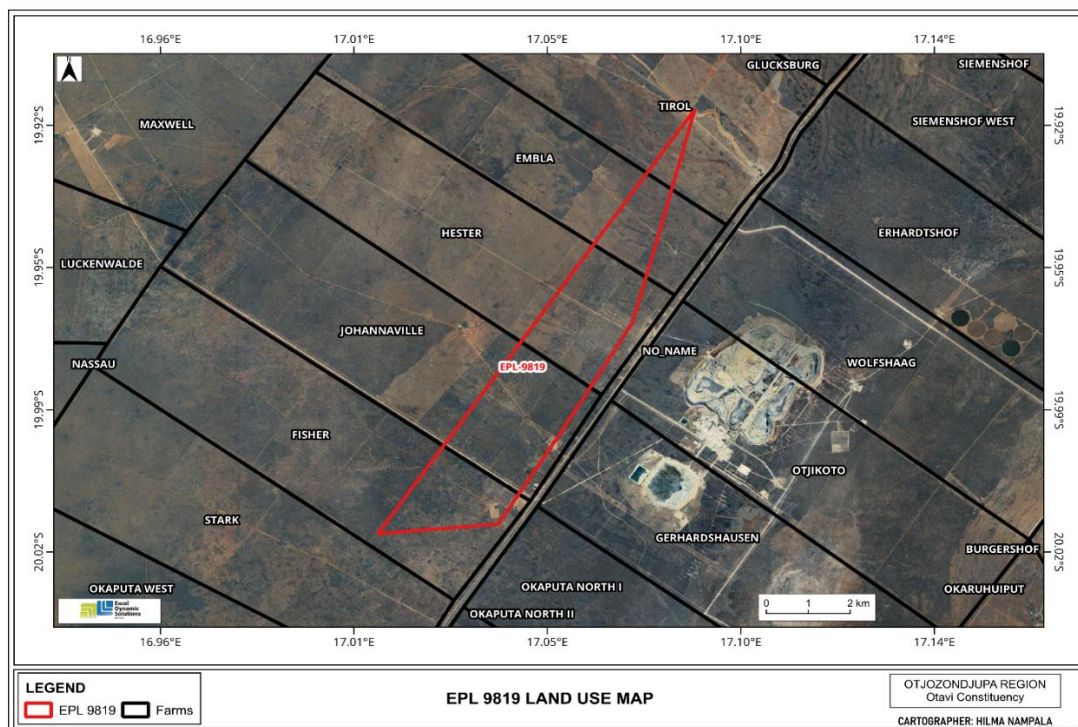 16.96°E 17.01°E 17.05°E 17.10°E 17.14°E
N
GLUCKSBURG
SIEMENSHOF
TIROL
19.92°S
MAXWELL
19.92°S
SIEMENSHOF WEST
EMBLA
HESTER
ERHARDTSHOF
LUCKENWALDE
19.95°S
19.95°S
JOHANNAVILLE
NO_NAME
WOLFSHAAG
NASSAU
EPL-9819
19.99°S
19.99°S
FISHER
OTJIKOTO
STARK
GERHARDSHAUSEN
20.02°S
20.02°S
BURGERSHOF
OKAPUTA WEST
OKAPUTA NORTH I
OKARUHUIPUT
Excel
Dynamic
Solutions
OKAPUTA NORTH II
0 1 2 km
16.96°E 17.01°E 17.05°E 17.10°E 17.14°E
LEGEND
EPL 9819 Farms
EPL 9819 LAND USE MAP
OTJOZONDJUPA REGION
Otavi Constituency
CARTOGRAPHER: HILMA NAMPALA